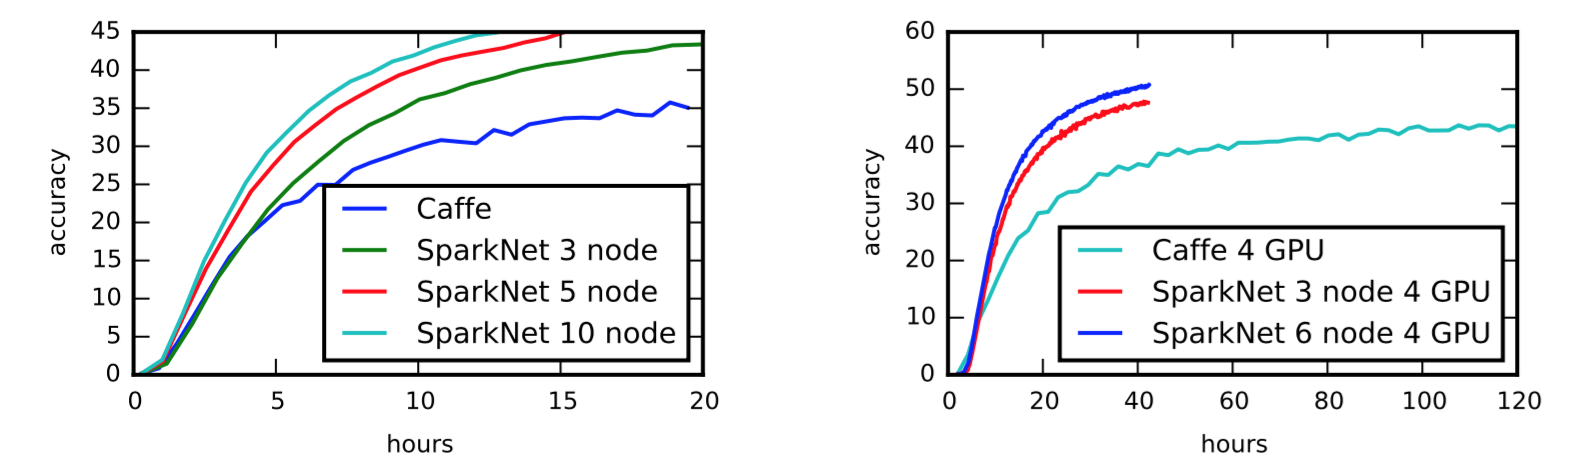 45
40
35
30
25
20
15
10
5
0
accuracy
0 5 10 15 20
hours
Caffe
SparkNet 3 node
SparkNet 5 node
SparkNet 10 node
60
50
40
30
20
10
0
accuracy
0 20 40 60 80 100 120
hours
Caffe 4 GPU
SparkNet 3 node 4 GPU
SparkNet 6 node 4 GPU